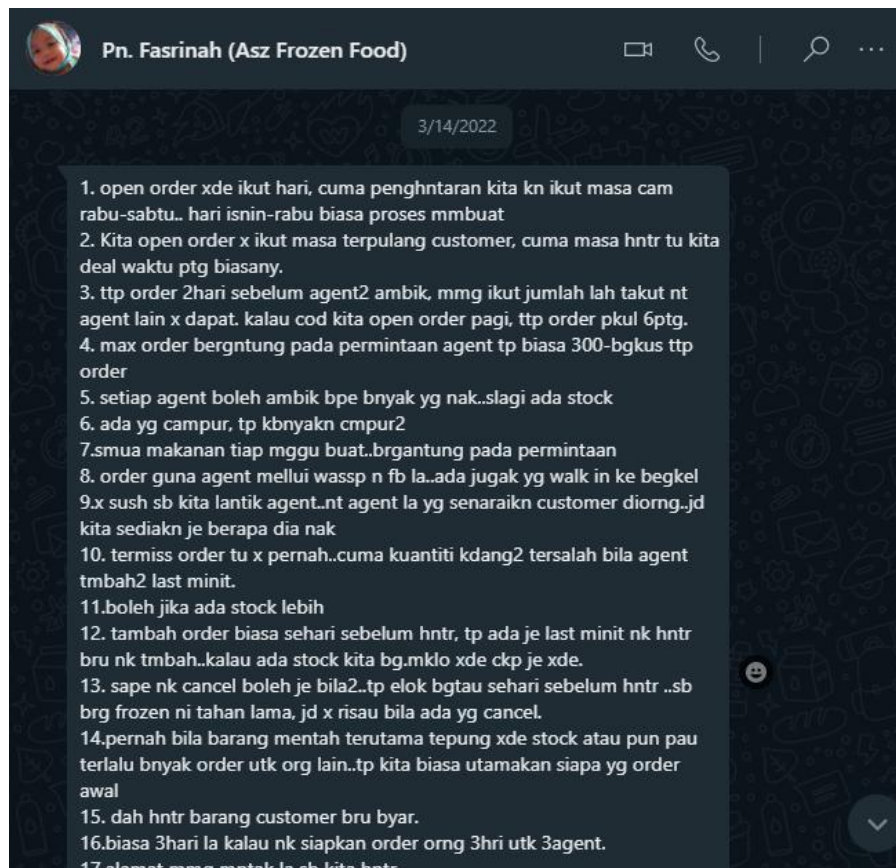 Pn. Fasrinah (Asz Frozen Food)
3/14/2022
1. open order xde ikut hari, cuma penghntaran kita kn ikut masa cam
rabu-sabtu.. hari isnin-rabu biasa proses mmbuat
2. Kita open order x ikut masa terpulang customer, cuma masa hntr tu kita
deal waktu ptg biasany.
3. ttp order 2hari sebelum agent2 ambik, mmg ikut jumlah lah takut nt
agent lain x dapat. kalau cod kita open order pagi, ttp order pkul 6ptg.
4. max order bergntung pada permintaan agent tp biasa 300-bgkus ttp
order
5. setiap agent boleh ambik bpe bnyak yg nak..slagi ada stock
6. ada yg campur, tp kbnyakn cmpur2
7.smua makanan tiap mggu buat..brgantung pada permintaan
8. order guna agent mellui wassp n fb la..ada jugak yg walk in ke begkel
9.x sush sb kita lantik agent..nt agent la yg senaraikn customer diorng..jd
kita sediakn je berapa dia nak
10. termiss order tu x pernah..cuma kuantiti kdang2 tersalah bila agent
tmbah2 last minit.
11.boleh jika ada stock lebih
12. tambah order biasa sehari sebelum hntr, tp ada je last minit nk hntr
bru nk tmbah..kalau ada stock kita bg.mklo xde ckp je xde.
13. sape nk cancel boleh je bila2..tp elok bgtau sehari sebelum hntr ..sb
brg frozen ni tahan lama, jd x risau bila ada yg cancel.
14.pernah bila barang mentah terutama tepung xde stock atau pun pau
terlalu bnyak order utk org lain..tp kita biasa utamakan siapa yg order
awal
15. dah hntr barang customer bru byar.
16.biasa 3hari la kalau nk siapkan order orng 3hri utk 3agent.
17.alamat mmg mntak la sb kita hntr